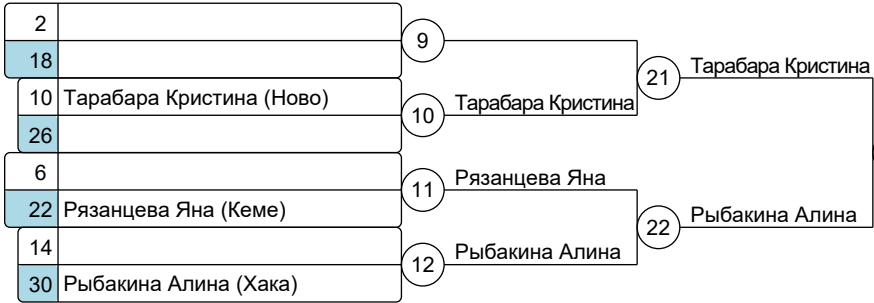 2
18
9
10 Тарабара Кристина (Ново)
26
10
Тарабара Кристина
21
Тарабара Кристина
6
22 Рязанцева Яна (Кеме)
11
Рязанцева Яна
14
30 Рыбакина Алина (Хака)
12
Рыбакина Алина
22
Рыбакина Алина